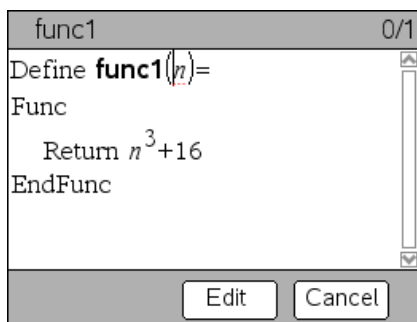 func1 0/1
Define func1(n)=
Func
Return n³+16
EndFunc
Edit Cancel